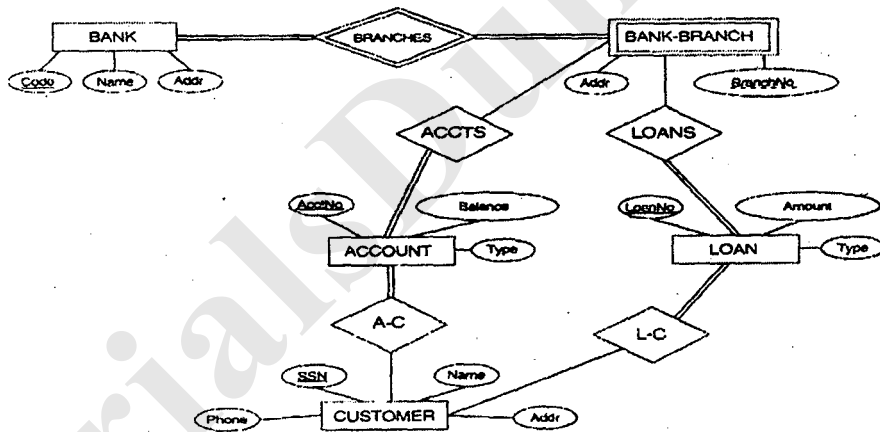 BANK
BRANCHES
BANK-BRANCH
Code
Name
Addr
Addr
BranchNo
ACCTS
LOANS
AcctNo
Balance
LoanNo
Amount
ACCOUNT
Type
LOAN
Type
A-C
L-C
SSN
Name
Phone
CUSTOMER
Addr